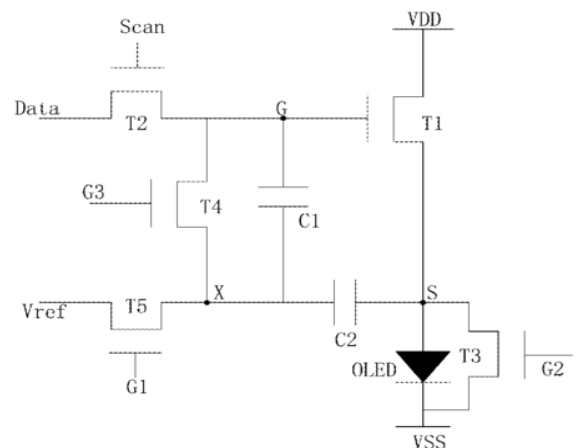 Scan
VDD
Data
T2
G
T1
G3
T4
C1
Vref
T5
X
C2
S
G1
OLED
T3
G2
VSS